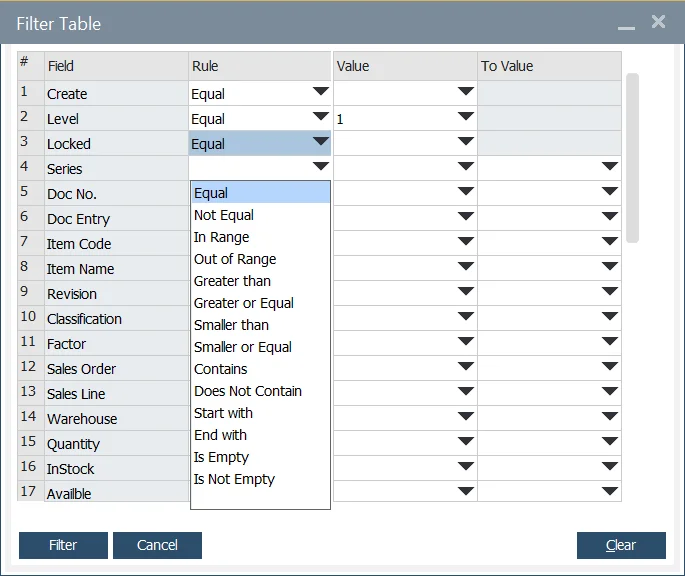 Filter Table
# Field Rule Value To Value
1 Create Equal
2 Level Equal 1
3 Locked Equal
4 Series
5 Doc No.
6 Doc Entry
7 Item Code
8 Item Name
9 Revision
10 Classification
11 Factor
12 Sales Order
13 Sales Line
14 Warehouse
15 Quantity
16 InStock
17 Availble
Equal
Not Equal
In Range
Out of Range
Greater than
Greater or Equal
Smaller than
Smaller or Equal
Contains
Does Not Contain
Start with
End with
Is Empty
Is Not Empty
Filter Cancel Clear